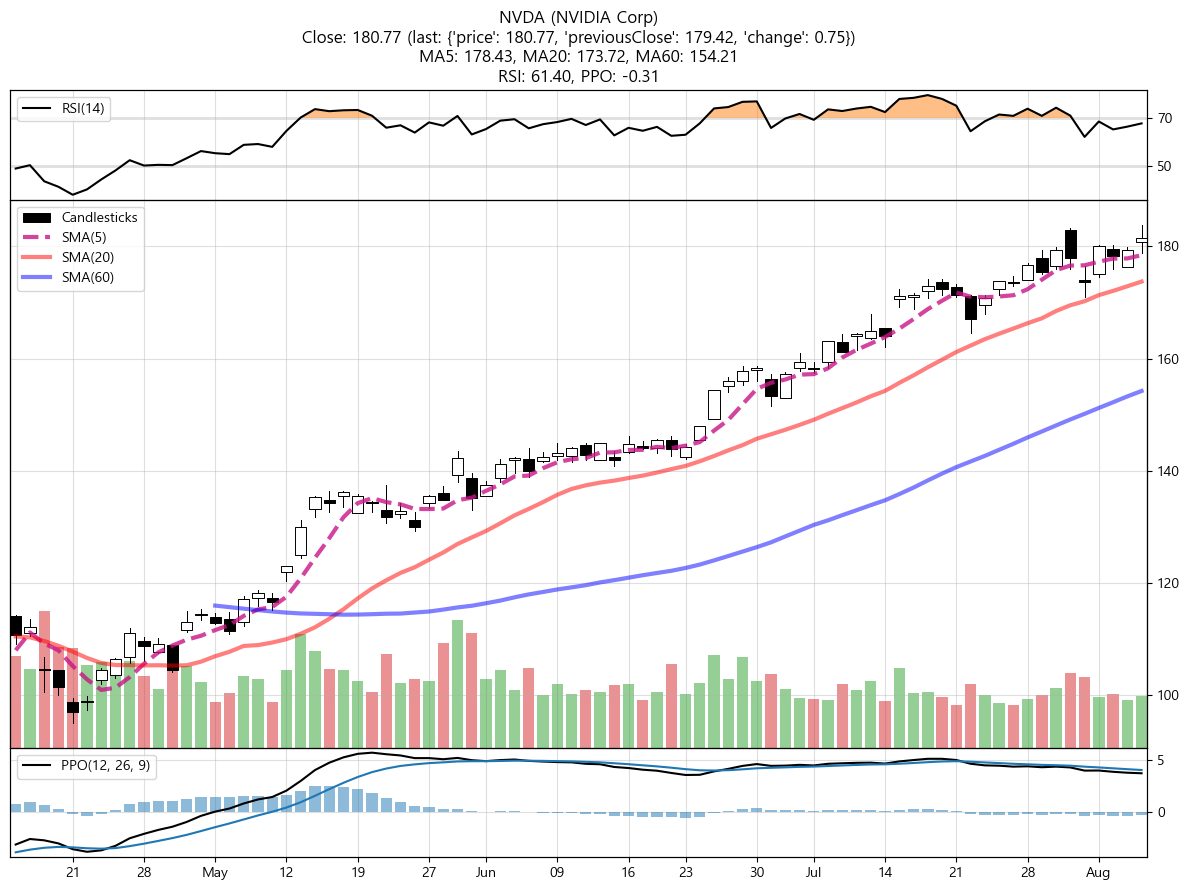 NVDA (NVIDIA Corp)
Close: 180.77 (last: {'price': 180.77, 'previousClose': 179.42, 'change': 0.75})
MA5: 178.43, MA20: 173.72, MA60: 154.21
RSI: 61.40, PPO: -0.31
RSI(14)
70
50
Candlesticks
SMA(5)
SMA(20)
SMA(60)
180
160
140
120
100
PPO(12, 26, 9)
5
0
21 28 May 12 19 27 Jun 09 16 23 30 Jul 14 21 28 Aug